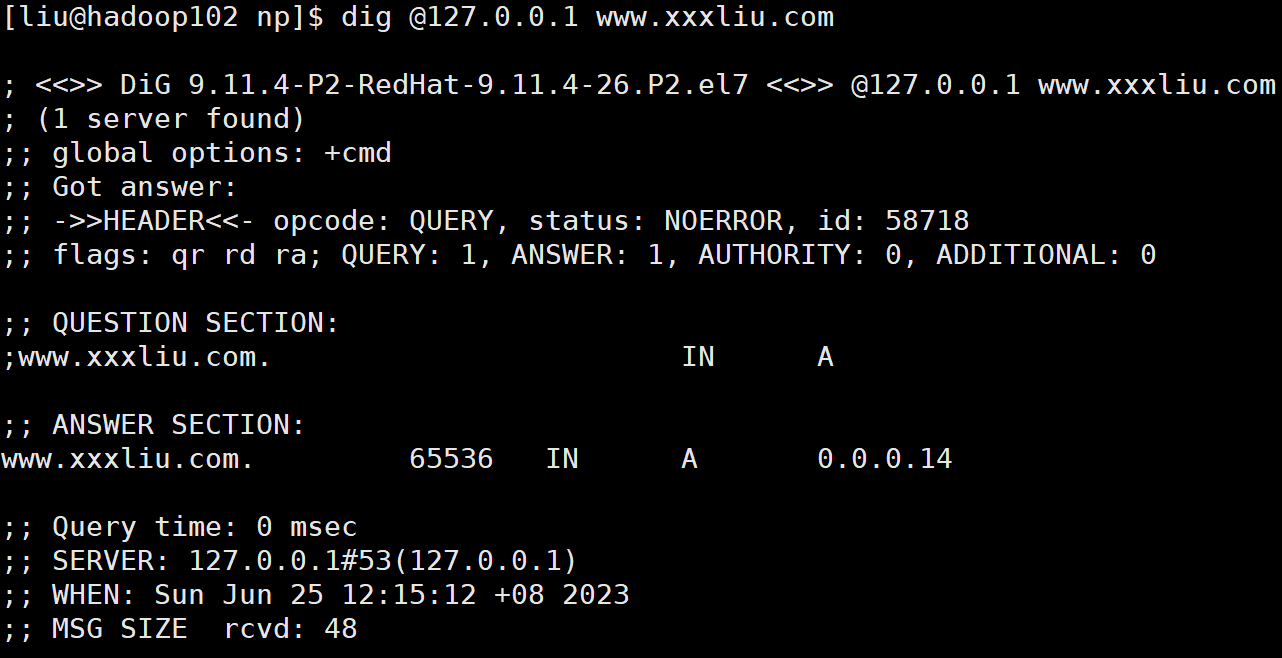 [liu@hadoop102 np]$ dig @127.0.0.1 www.xxxliu.com
; <<>> DiG 9.11.4-P2-RedHat-9.11.4-26.P2.el7 <<>> @127.0.0.1 www.xxxliu.com
; (1 server found)
;; global options: +cmd
;; Got answer:
;; ->>HEADER<<- opcode: QUERY, status: NOERROR, id: 58718
;; flags: qr rd ra; QUERY: 1, ANSWER: 1, AUTHORITY: 0, ADDITIONAL: 0
;; QUESTION SECTION:
;www.xxxliu.com. IN A
;; ANSWER SECTION:
www.xxxliu.com. 65536 IN A 0.0.0.14
;; Query time: 0 msec
;; SERVER: 127.0.0.1#53(127.0.0.1)
;; WHEN: Sun Jun 25 12:15:12 +08 2023
;; MSG SIZE  rcvd: 48